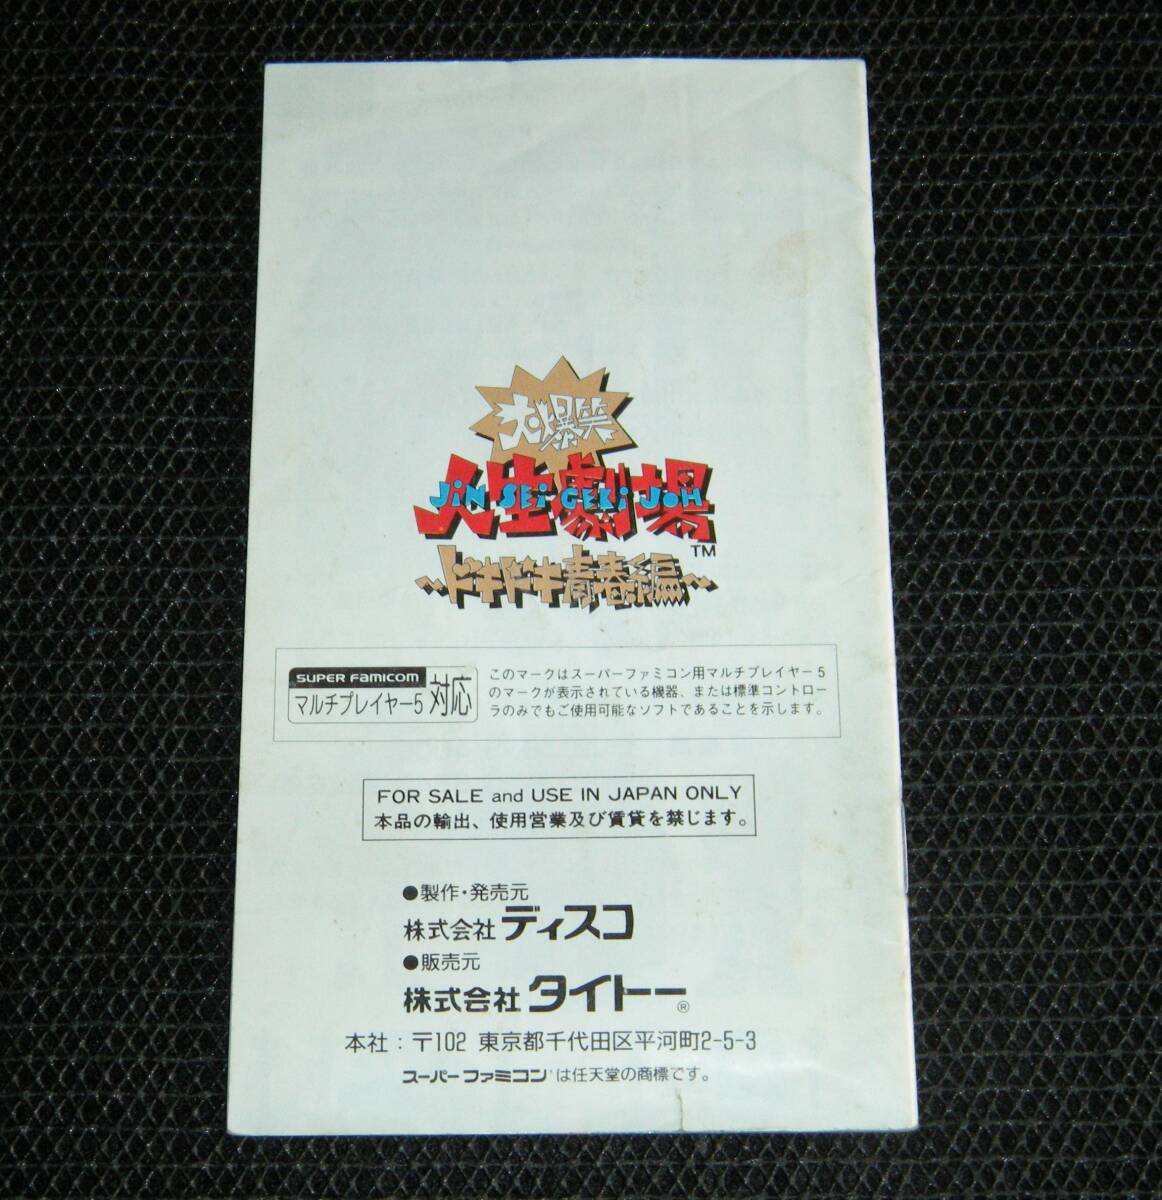 大爆笑
人生劇場
JiN SEi GEKi JOH
TM
～ドキドキ青春編～
SUPER FAMICOM
マルチプレイヤー5 対応
このマークはスーパーファミコン用マルチプレイヤー5
のマークが表示されている機器、または標準コントロー
ラのみでもご使用可能なソフトであることを示します。
FOR SALE and USE IN JAPAN ONLY
本品の輸出、使用営業及び賃貸を禁じます。
●製作・発売元
株式会社 ディスコ
●販売元
株式会社 タイトー®
本社：〒102 東京都千代田区平河町2-5-3
スーパーファミコンは任天堂の商標です。